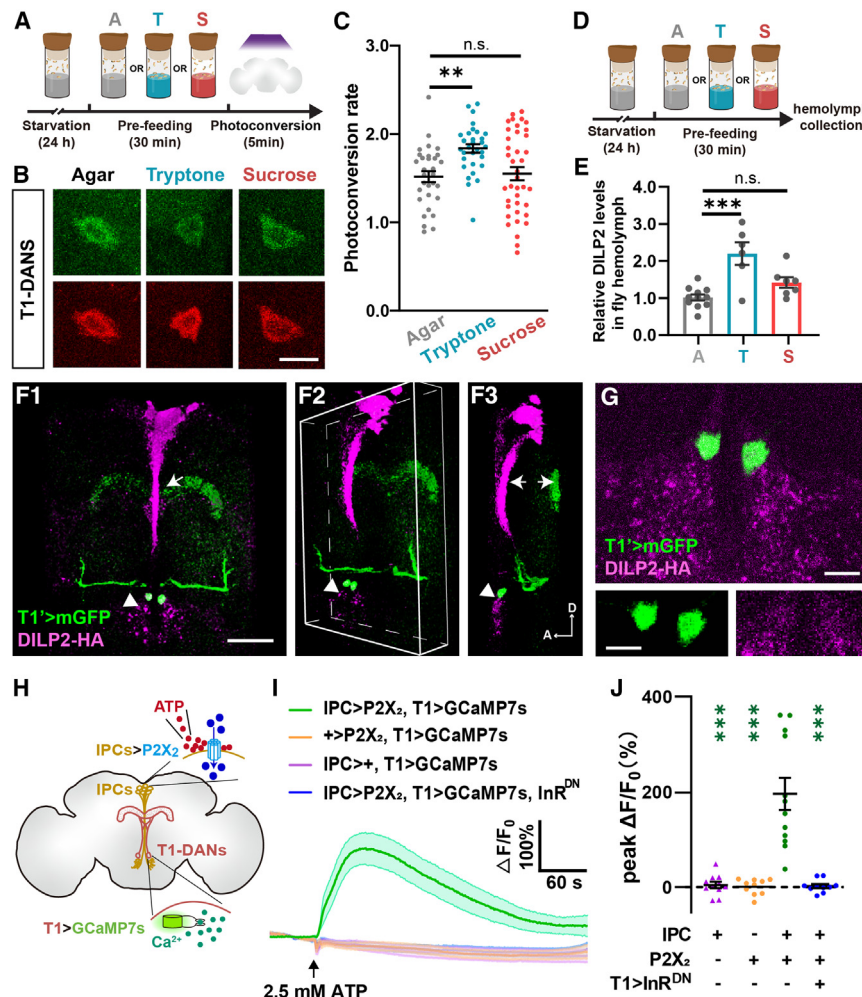 A
A T S
OR OR
Starvation (24 h)
Pre-feeding (30 min)
Photoconversion (5min)
B
Agar Tryptone Sucrose
T1-DANS
C
n.s.
**
3.0
2.0
1.0
0.0
Photoconversion rate
Agar
Tryptone
Sucrose
D
A T S
OR OR
Starvation (24 h)
Pre-feeding (30 min)
hemolymp collection
E
n.s.
***
4.0
3.0
2.0
1.0
0.0
Relative DILP2 levels in fly hemolymph
A T S
F1
T1'>mGFP
DILP2-HA
F2
F3
D
A
G
T1'>mGFP
DILP2-HA
H
ATP
IPCs>P2X₂
IPCs
T1-DANs
T1>GCaMP7s
Ca²⁺
I
IPC>P2X₂, T1>GCaMP7s
+>P2X₂, T1>GCaMP7s
IPC>+, T1>GCaMP7s
IPC>P2X₂, T1>GCaMP7s, InRᴰᴺ
ΔF/F₀
100%
60 s
2.5 mM ATP
J
*** *** ***
400
200
0
peak ΔF/F₀(%)
IPC + - + +
P2X₂ - + + +
T1>InRᴰᴺ - - - +